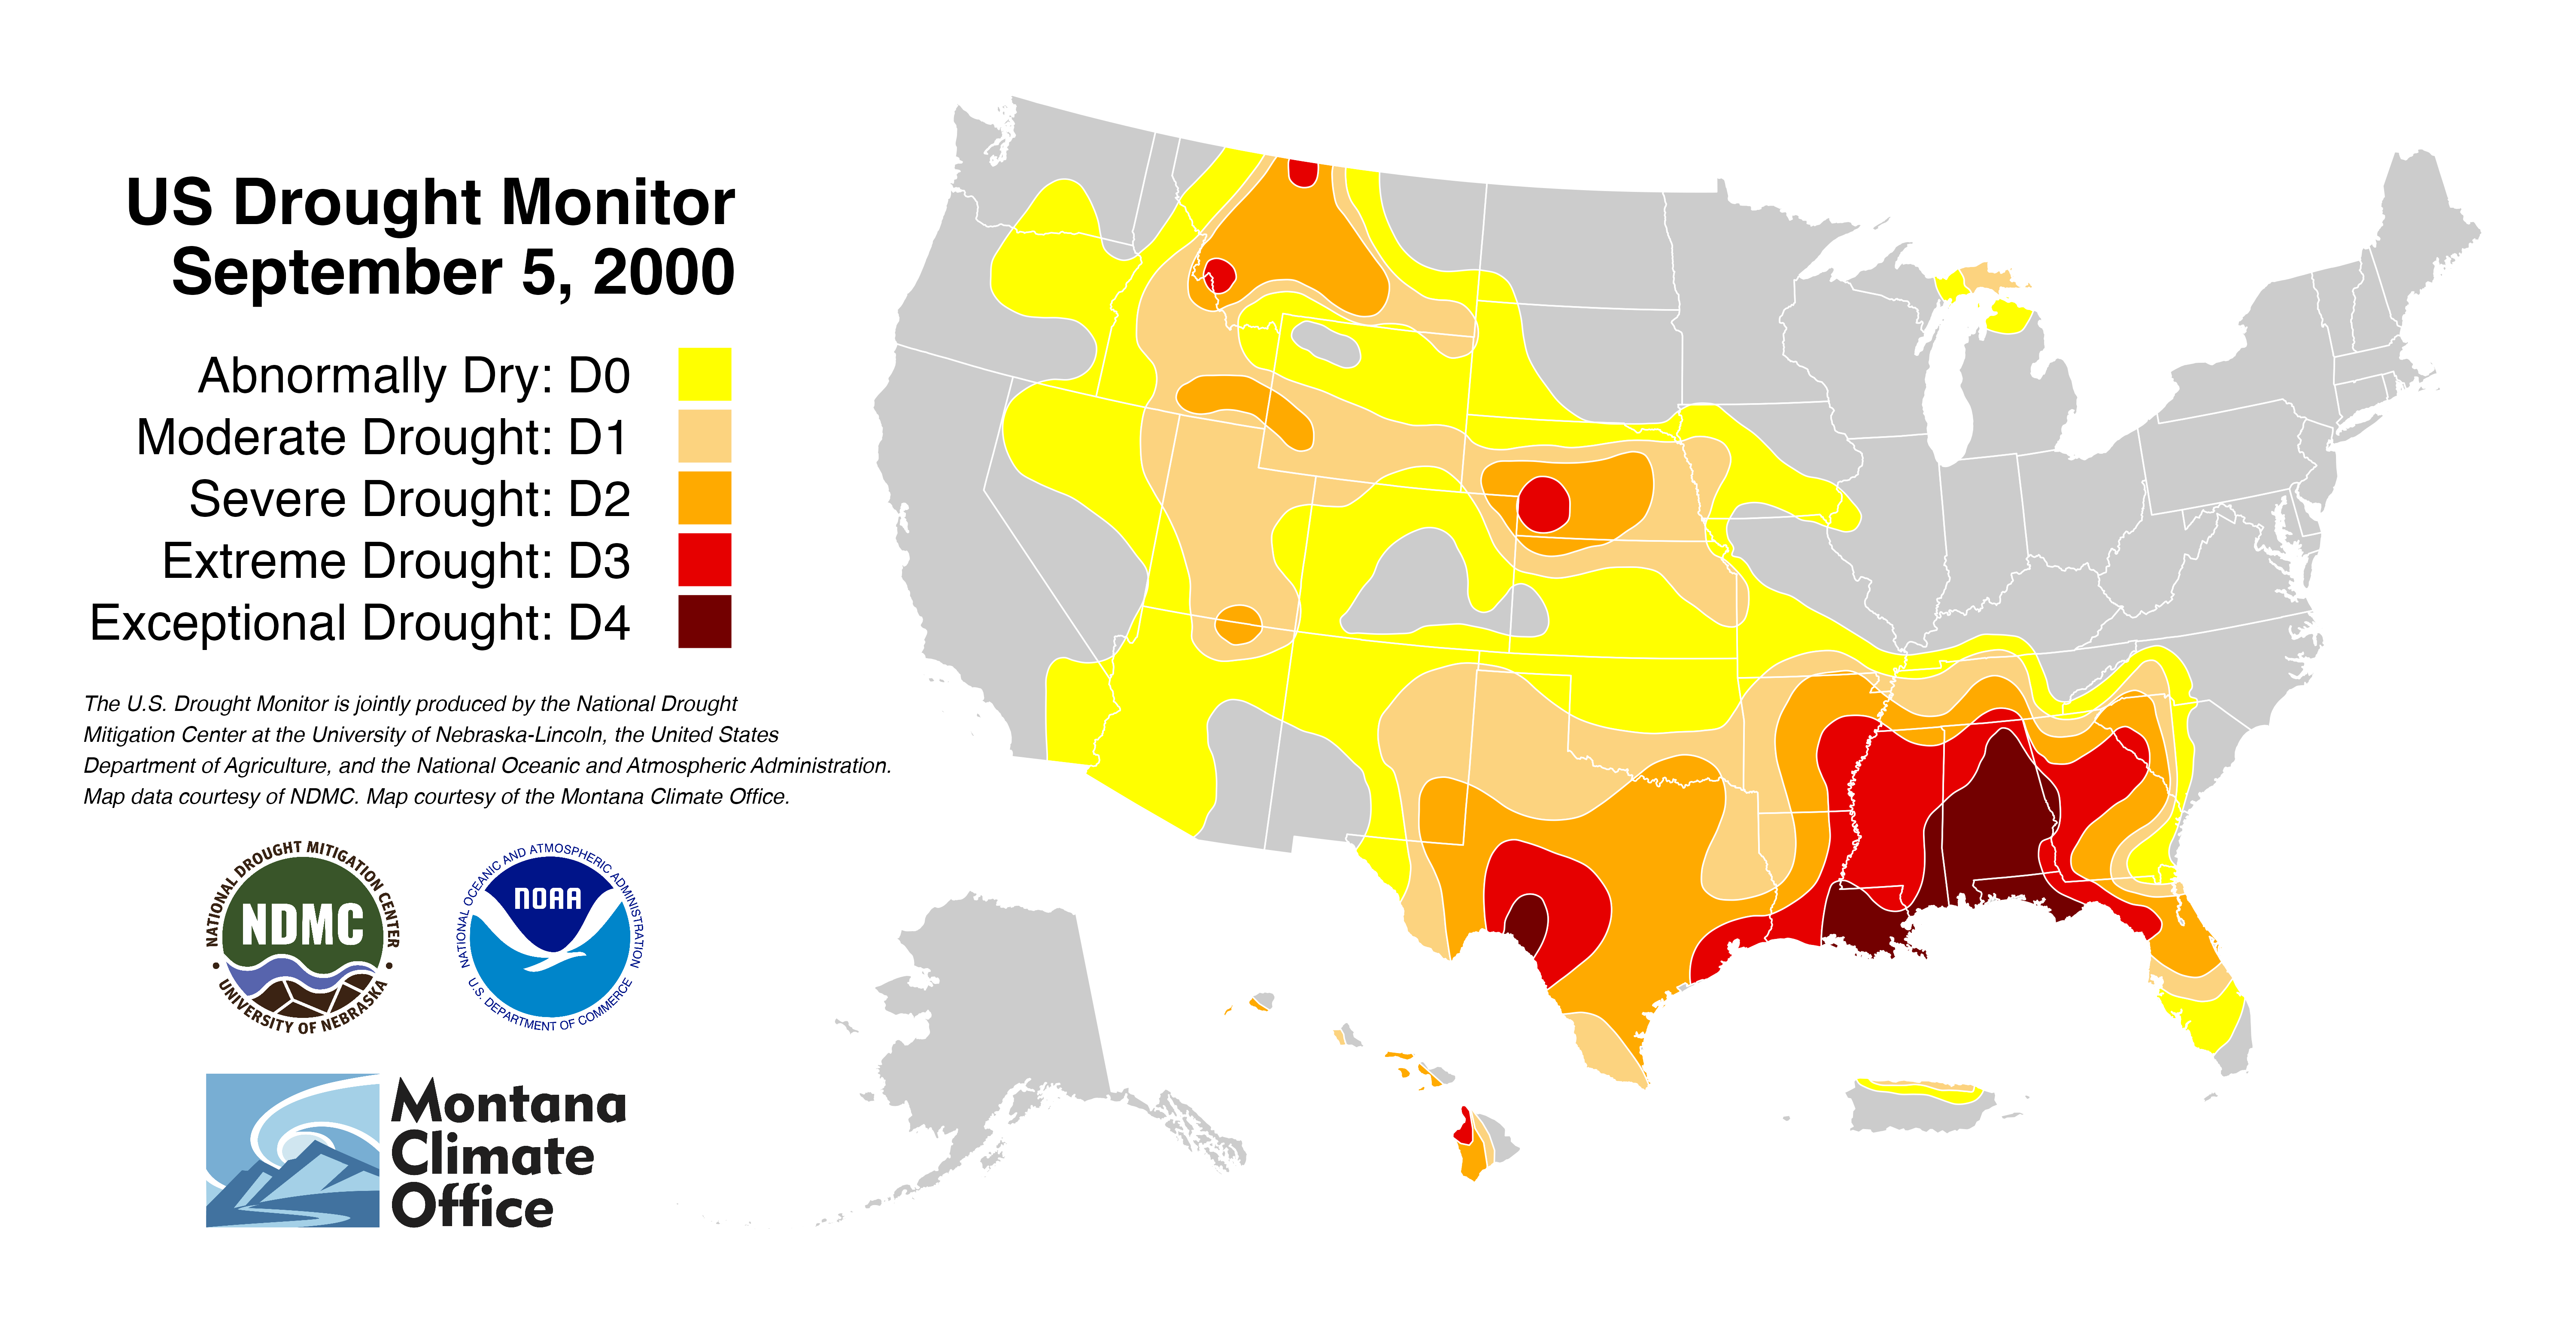 US Drought Monitor
September 5, 2000
Abnormally Dry: D0
Moderate Drought: D1
Severe Drought: D2
Extreme Drought: D3
Exceptional Drought: D4
The U.S. Drought Monitor is jointly produced by the National Drought
Mitigation Center at the University of Nebraska-Lincoln, the United States
Department of Agriculture, and the National Oceanic and Atmospheric Administration.
Map data courtesy of NDMC. Map courtesy of the Montana Climate Office.
NATIONAL DROUGHT MITIGATION CENTER
NDMC
• UNIVERSITY OF NEBRASKA •
NATIONAL OCEANIC AND ATMOSPHERIC ADMINISTRATION
NOAA
U.S. DEPARTMENT OF COMMERCE
Montana
Climate
Office